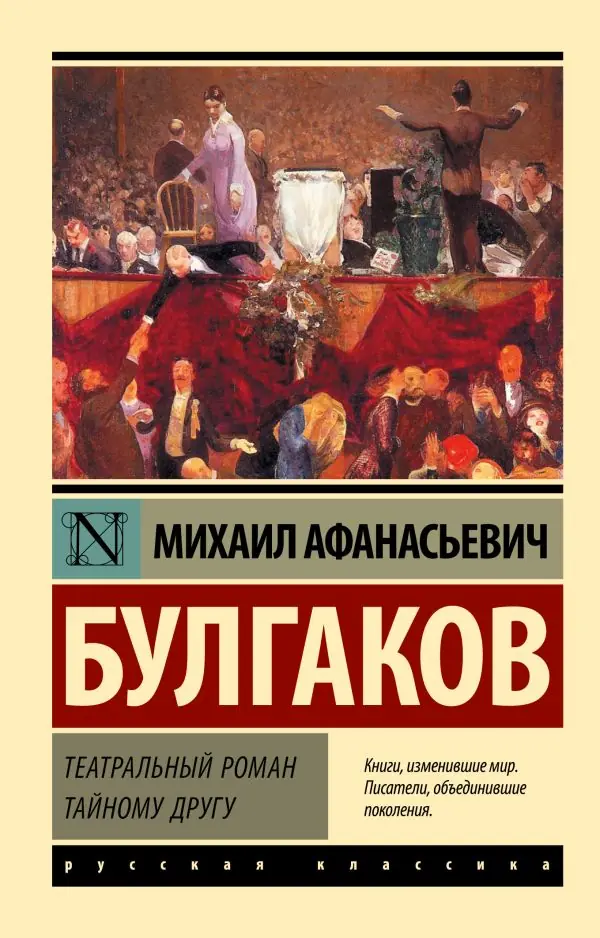 N
МИХАИЛ АФАНАСЬЕВИЧ
БУЛГАКОВ
ТЕАТРАЛЬНЫЙ РОМАН
ТАЙНОМУ ДРУГУ
Книги, изменившие мир.
Писатели, объединившие
поколения.
русская классика